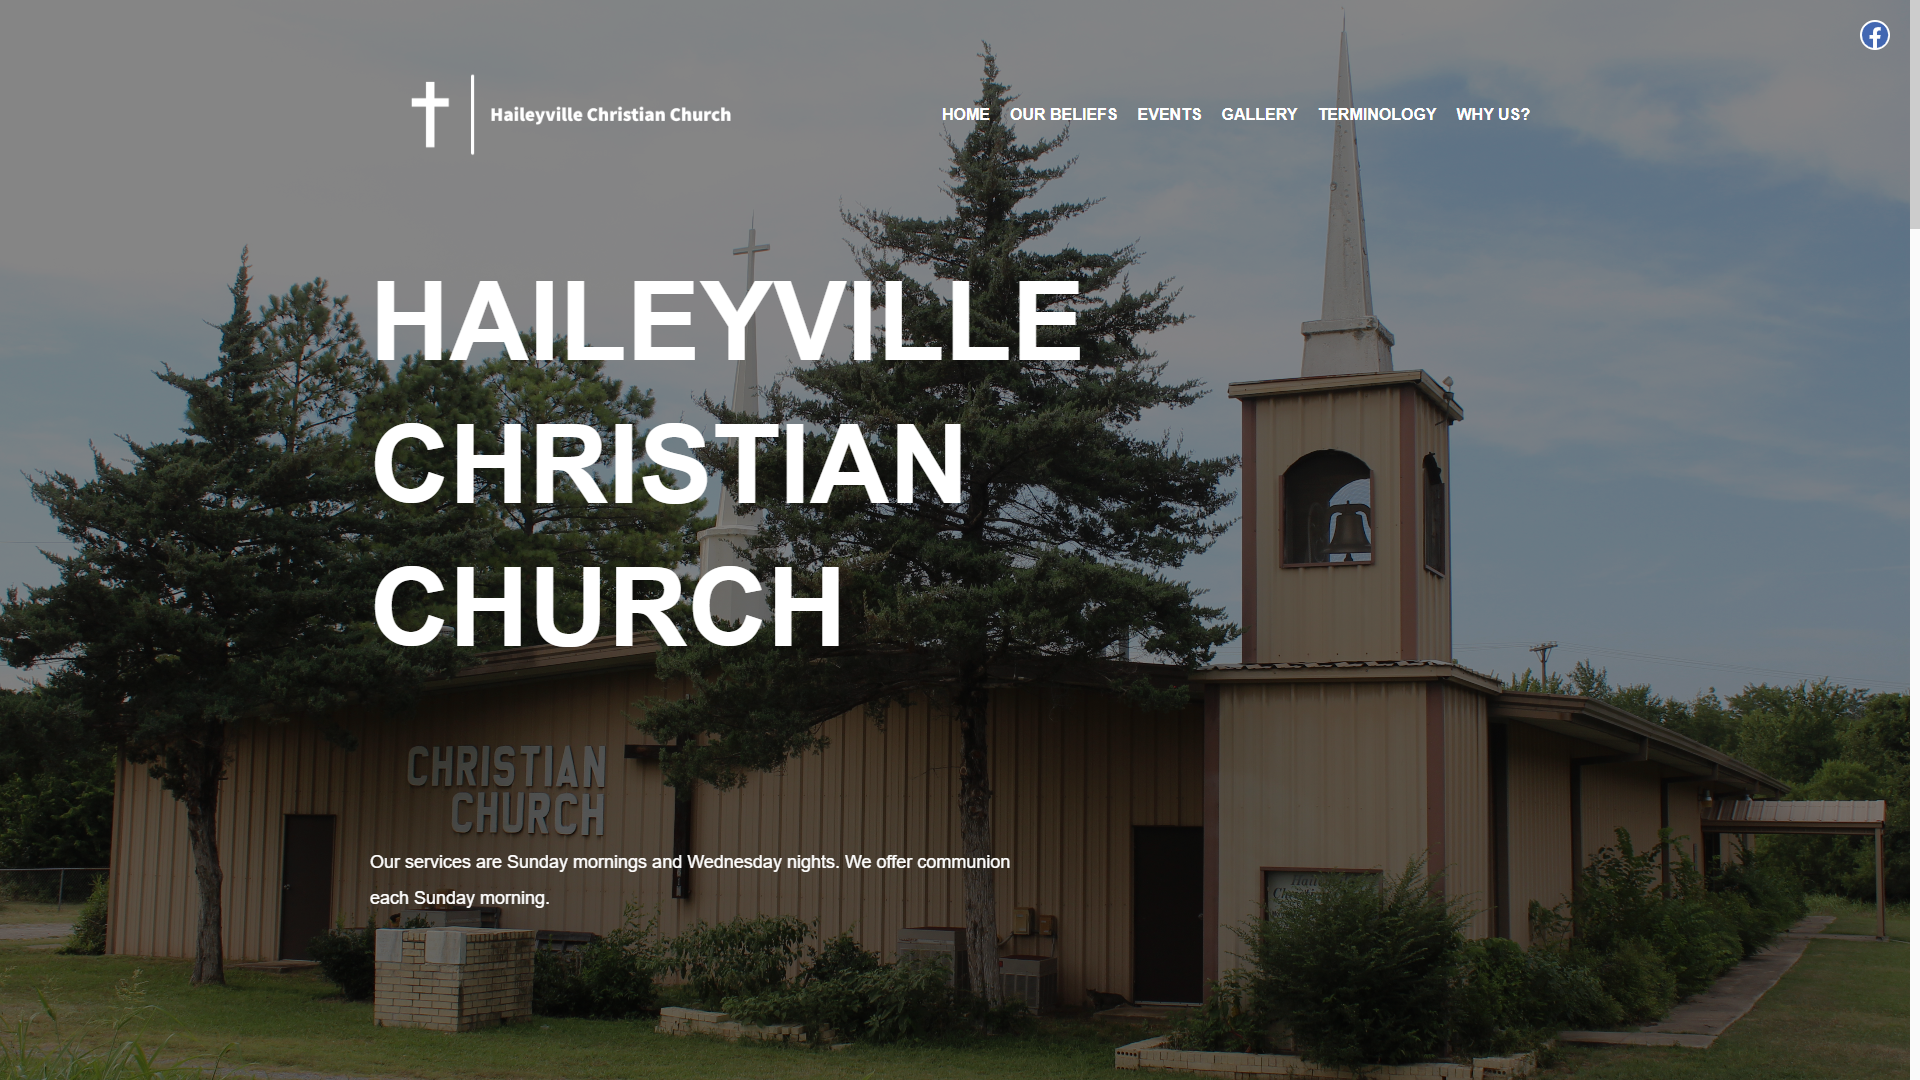 Haileyville Christian Church
HOME OUR BELIEFS EVENTS GALLERY TERMINOLOGY WHY US?
HAILEYVILLE
CHRISTIAN
CHURCH
CHRISTIAN
CHURCH
Our services are Sunday mornings and Wednesday nights. We offer communion
each Sunday morning.